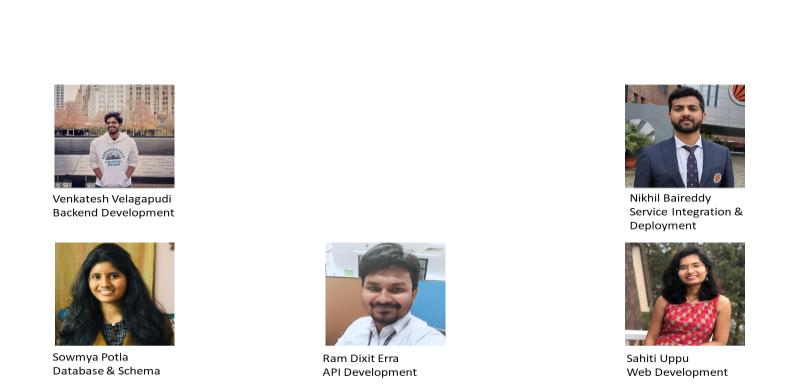 Venkatesh Velagapudi
Backend Development
Nikhil Baireddy
Service Integration &
Deployment
Sowmya Potla
Database & Schema
Ram Dixit Erra
API Development
Sahiti Uppu
Web Development